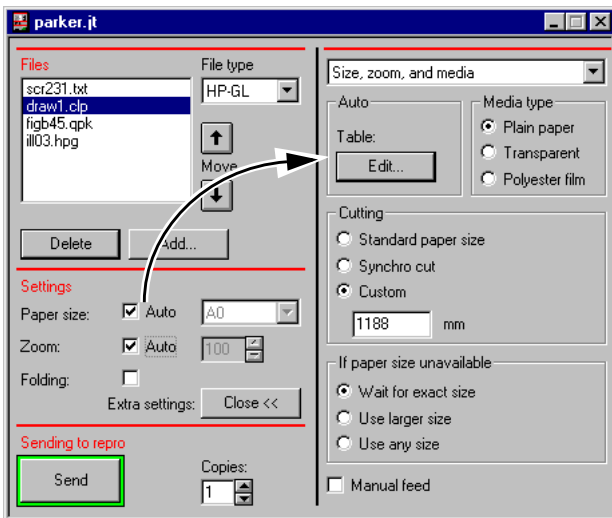 parker.jt
Files
File type
scr231.txt
draw1.clp
figb45.qpk
ill03.hpg
HP-GL
Move
Delete
Add...
Settings
Paper size:
Auto
A0
Zoom:
Auto
100
Folding:
Extra settings:
Close <<
Sending to repro
Send
Copies:
1
Size, zoom, and media
Auto
Table:
Edit...
Media type
Plain paper
Transparent
Polyester film
Cutting
Standard paper size
Synchro cut
Custom
1188 mm
If paper size unavailable
Wait for exact size
Use larger size
Use any size
Manual feed